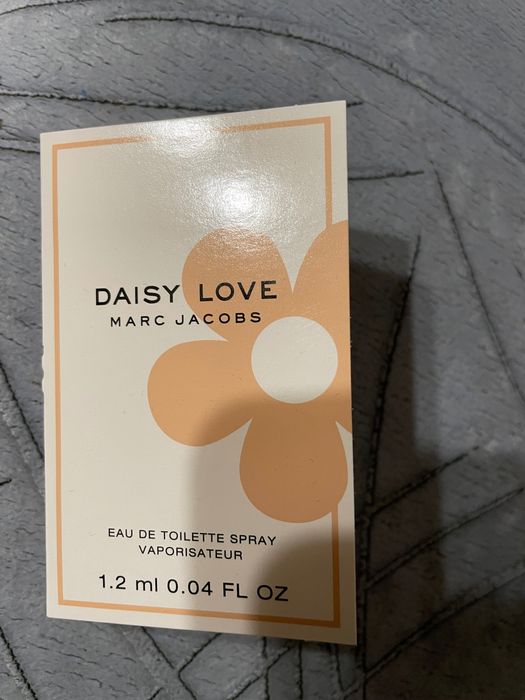 DAISY LOVE
MARC JACOBS
EAU DE TOILETTE SPRAY
VAPORISATEUR
1.2 ml 0.04 FL OZ